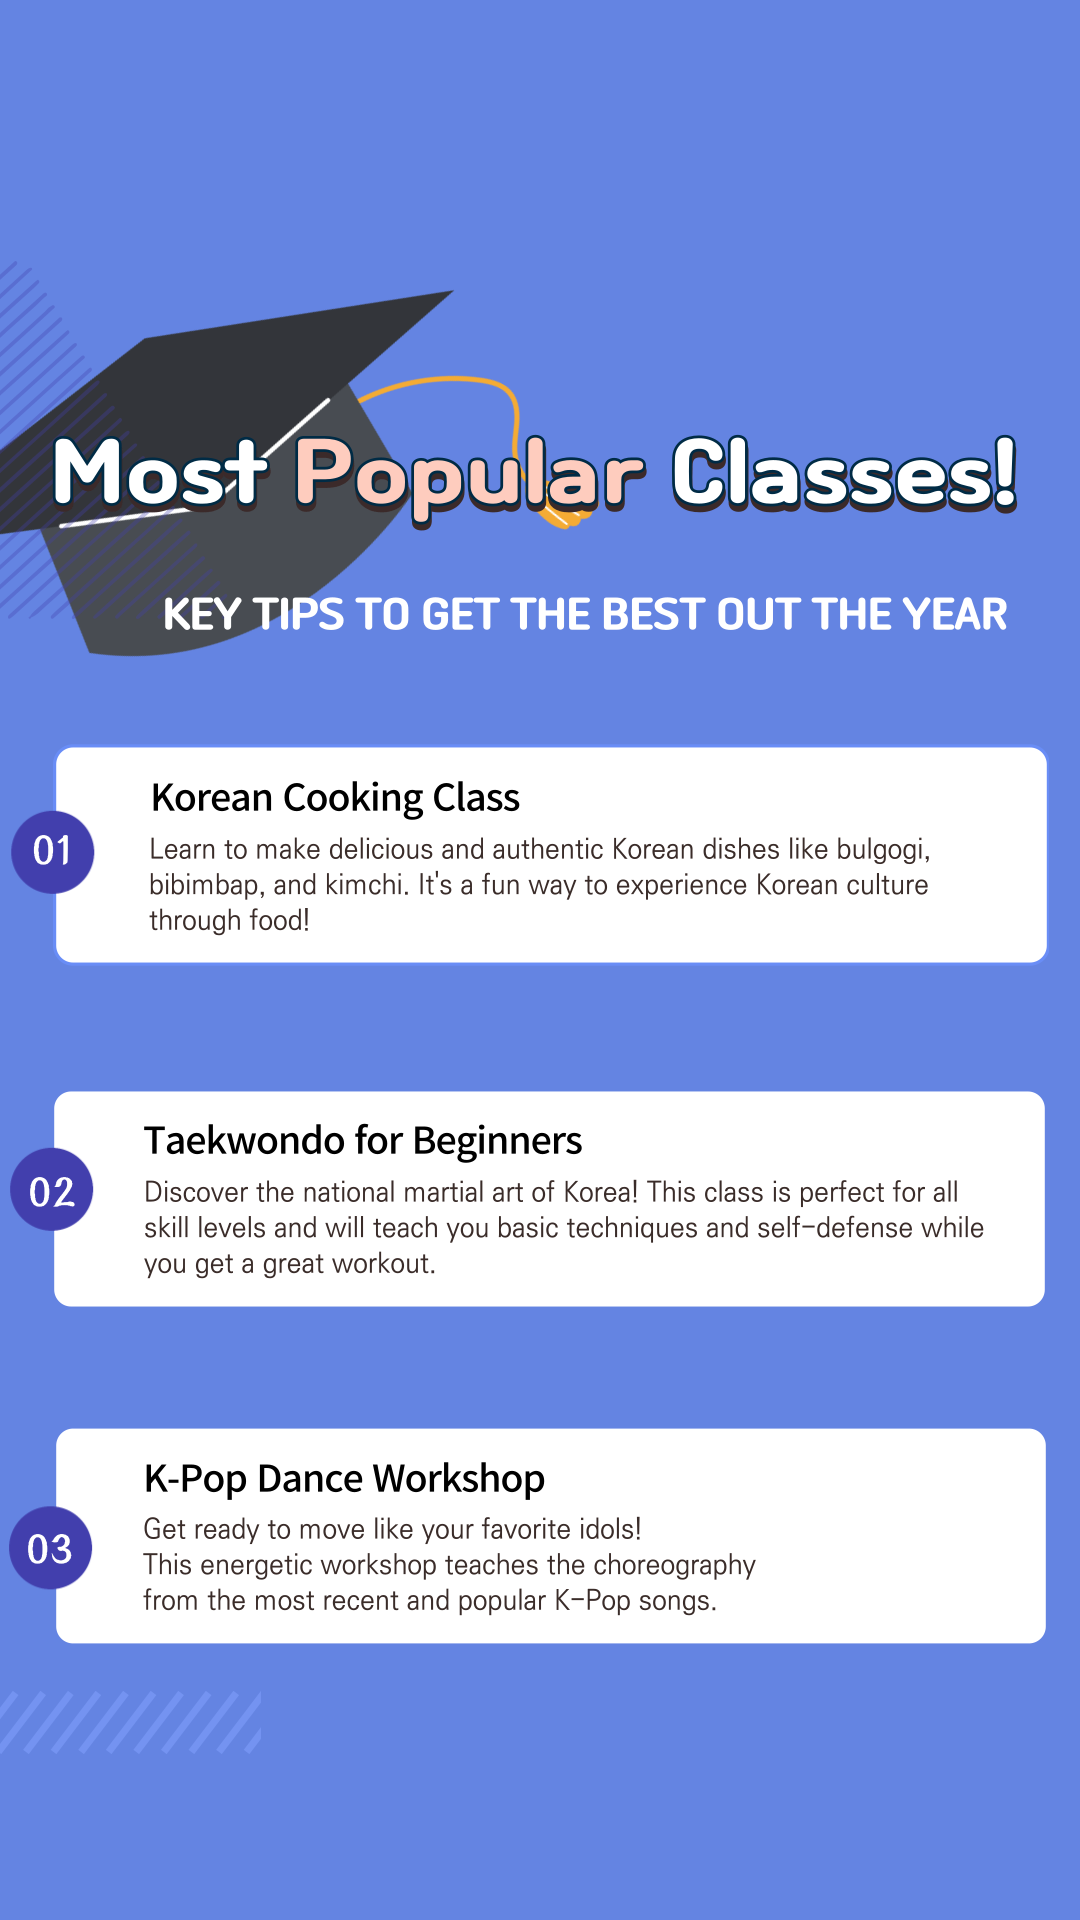 Most Popular Classes!
KEY TIPS TO GET THE BEST OUT THE YEAR
01
Korean Cooking Class
Learn to make delicious and authentic Korean dishes like bulgogi,
bibimbap, and kimchi. It's a fun way to experience Korean culture
through food!
02
Taekwondo for Beginners
Discover the national martial art of Korea! This class is perfect for all
skill levels and will teach you basic techniques and self-defense while
you get a great workout.
03
K-Pop Dance Workshop
Get ready to move like your favorite idols!
This energetic workshop teaches the choreography
from the most recent and popular K-Pop songs.